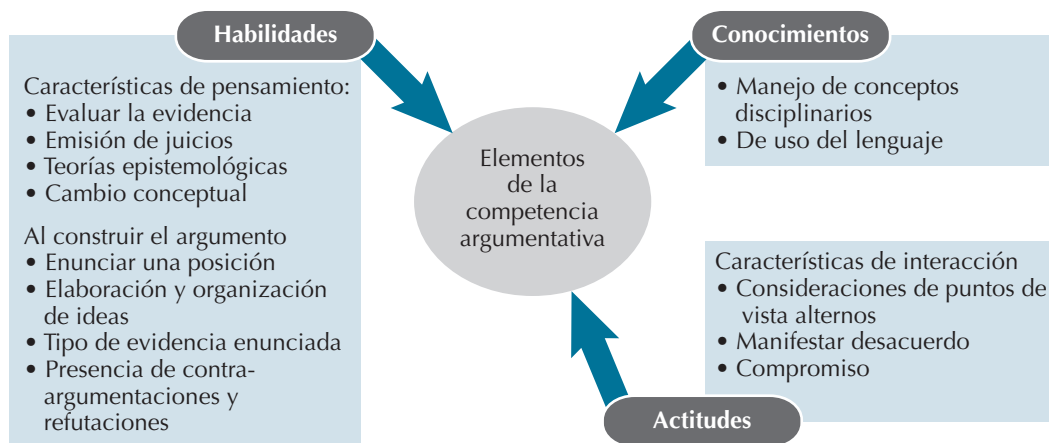 Habilidades
Características de pensamiento:
• Evaluar la evidencia
• Emisión de juicios
• Teorías epistemológicas
• Cambio conceptual
Al construir el argumento
• Enunciar una posición
• Elaboración y organización
de ideas
• Tipo de evidencia enunciada
• Presencia de contra-
argumentaciones y
refutaciones
Elementos
de la
competencia
argumentativa
Conocimientos
• Manejo de conceptos
disciplinarios
• De uso del lenguaje
Características de interacción
• Consideraciones de puntos de
vista alternos
• Manifestar desacuerdo
• Compromiso
Actitudes